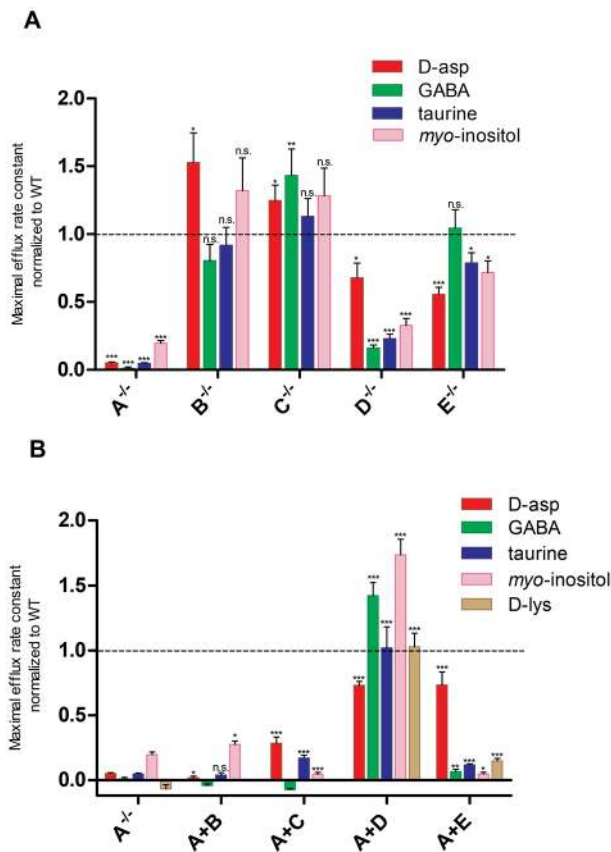 A
D-asp
GABA
taurine
myo-inositol
Maximal efflux rate constant
normalized to WT
2.0
1.5
1.0
0.5
0.0
*** *** *** ***
* n.s. n.s. n.s.
* ** n.s. n.s.
* *** *** ***
*** n.s. * *
A-/- B-/- C-/- D-/- E-/-
B
D-asp
GABA
taurine
myo-inositol
D-lys
Maximal efflux rate constant
normalized to WT
2.0
1.5
1.0
0.5
0.0
* n.s. *
*** *** ***
*** *** *** *** ***
*** ** *** * ***
A-/- A+B A+C A+D A+E